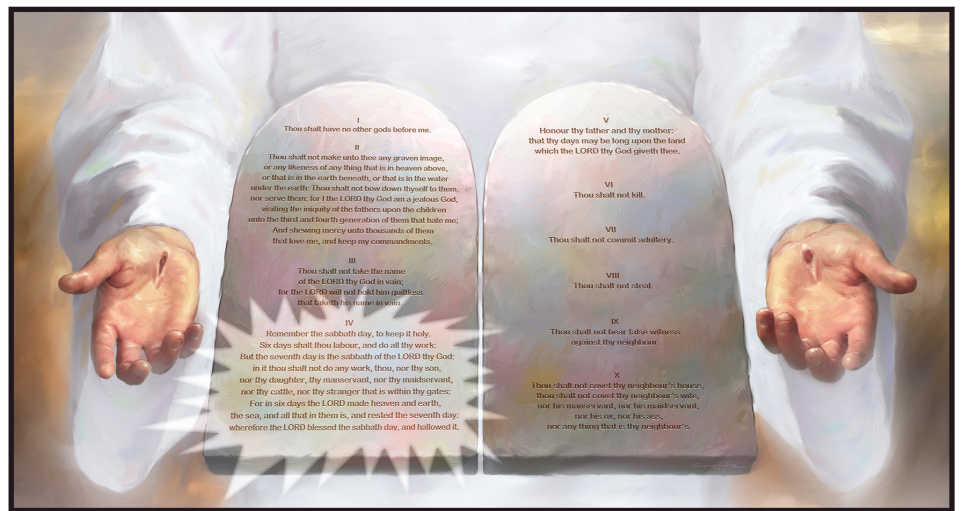 I
Thou shalt have no other gods before me.
II
Thou shalt not make unto thee any graven image,
or any likeness of any thing that is in heaven above,
or that is in the earth beneath, or that is in the water
under the earth: Thou shalt not bow down thyself to them,
nor serve them: for I the LORD thy God am a jealous God,
visiting the iniquity of the fathers upon the children
unto the third and fourth generation of them that hate me;
And shewing mercy unto thousands of them
that love me, and keep my commandments.
III
Thou shalt not take the name
of the LORD thy God in vain;
for the LORD will not hold him guiltless
that taketh his name in vain.
IV
Remember the sabbath day, to keep it holy.
Six days shalt thou labour, and do all thy work:
But the seventh day is the sabbath of the LORD thy God:
in it thou shalt not do any work, thou, nor thy son,
nor thy daughter, thy manservant, nor thy maidservant,
nor thy cattle, nor thy stranger that is within thy gates:
For in six days the LORD made heaven and earth,
the sea, and all that in them is, and rested the seventh day:
wherefore the LORD blessed the sabbath day, and hallowed it.
V
Honour thy father and thy mother:
that thy days may be long upon the land
which the LORD thy God giveth thee.
VI
Thou shalt not kill.
VII
Thou shalt not commit adultery.
VIII
Thou shalt not steal.
IX
Thou shalt not bear false witness
against thy neighbour.
X
Thou shalt not covet thy neighbour's house,
thou shalt not covet thy neighbour's wife,
nor his manservant, nor his maidservant,
nor his ox, nor his ass,
nor any thing that is thy neighbour's.